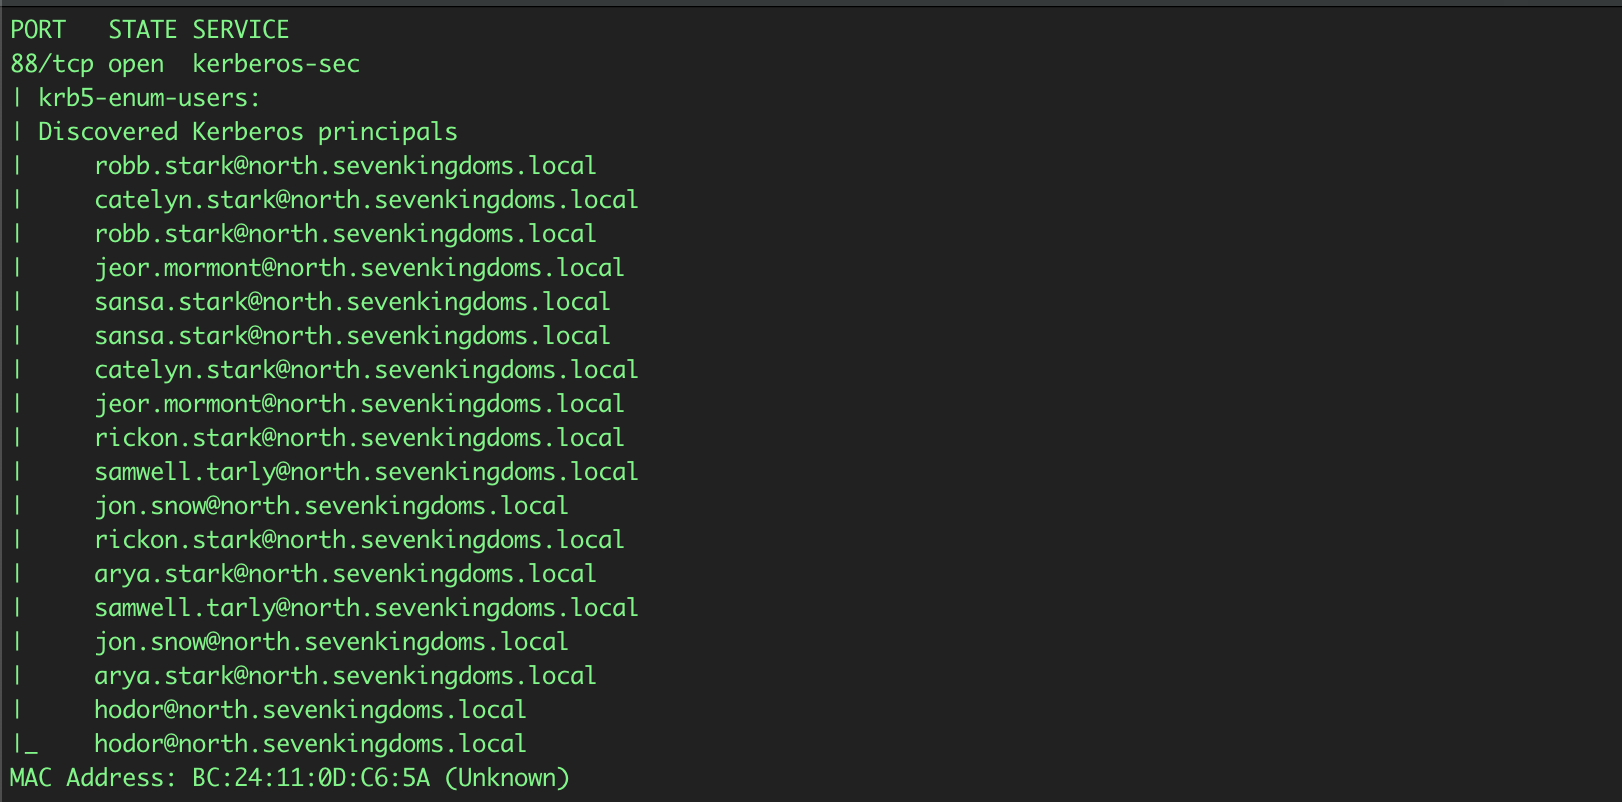 PORT   STATE SERVICE
88/tcp open  kerberos-sec
| krb5-enum-users:
| Discovered Kerberos principals
|     robb.stark@north.sevenkingdoms.local
|     catelyn.stark@north.sevenkingdoms.local
|     robb.stark@north.sevenkingdoms.local
|     jeor.mormont@north.sevenkingdoms.local
|     sansa.stark@north.sevenkingdoms.local
|     sansa.stark@north.sevenkingdoms.local
|     catelyn.stark@north.sevenkingdoms.local
|     jeor.mormont@north.sevenkingdoms.local
|     rickon.stark@north.sevenkingdoms.local
|     samwell.tarly@north.sevenkingdoms.local
|     jon.snow@north.sevenkingdoms.local
|     rickon.stark@north.sevenkingdoms.local
|     arya.stark@north.sevenkingdoms.local
|     samwell.tarly@north.sevenkingdoms.local
|     jon.snow@north.sevenkingdoms.local
|     arya.stark@north.sevenkingdoms.local
|     hodor@north.sevenkingdoms.local
|_    hodor@north.sevenkingdoms.local
MAC Address: BC:24:11:0D:C6:5A (Unknown)